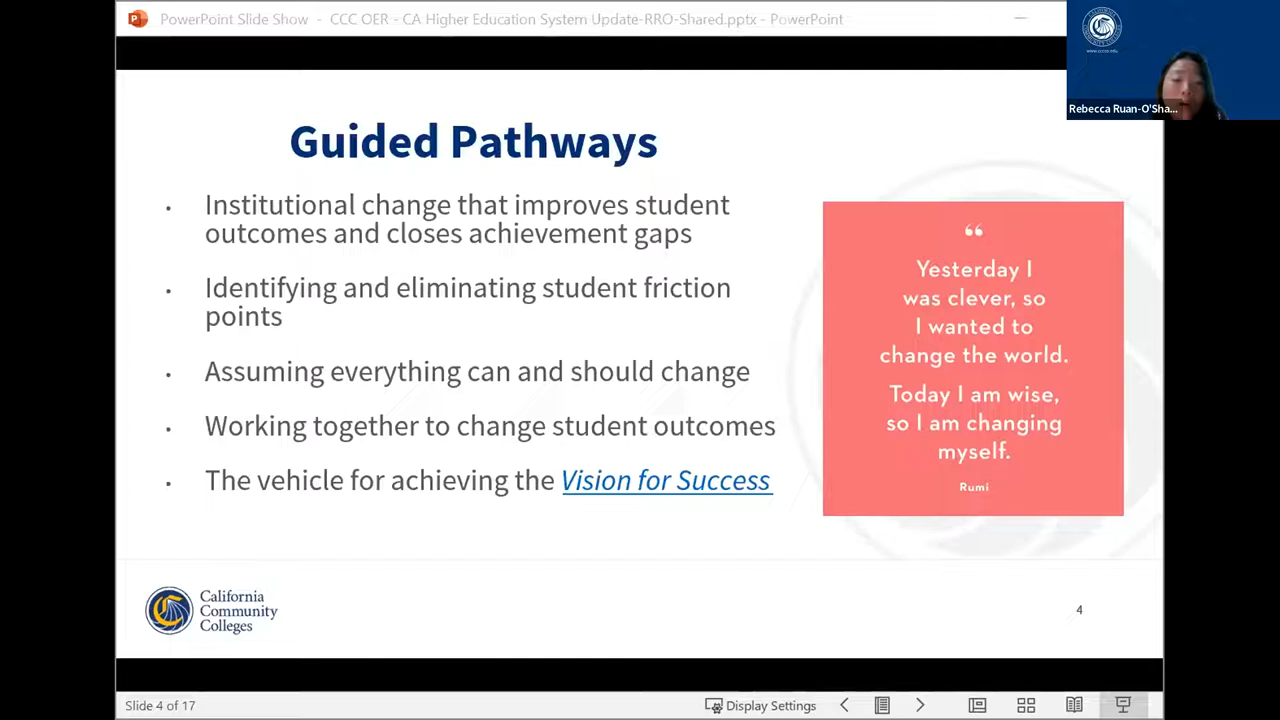 PowerPoint Slide Show - CCC OER - CA Higher Education System Update-RRO-Shared.pptx - PowerPoint
Rebecca Ruan-O'Sha...
Guided Pathways
• Institutional change that improves student
outcomes and closes achievement gaps
• Identifying and eliminating student friction
points
• Assuming everything can and should change
• Working together to change student outcomes
• The vehicle for achieving the Vision for Success
“
Yesterday I
was clever, so
I wanted to
change the world.
Today I am wise,
so I am changing
myself.
Rumi
California
Community
Colleges
4
Slide 4 of 17
Display Settings